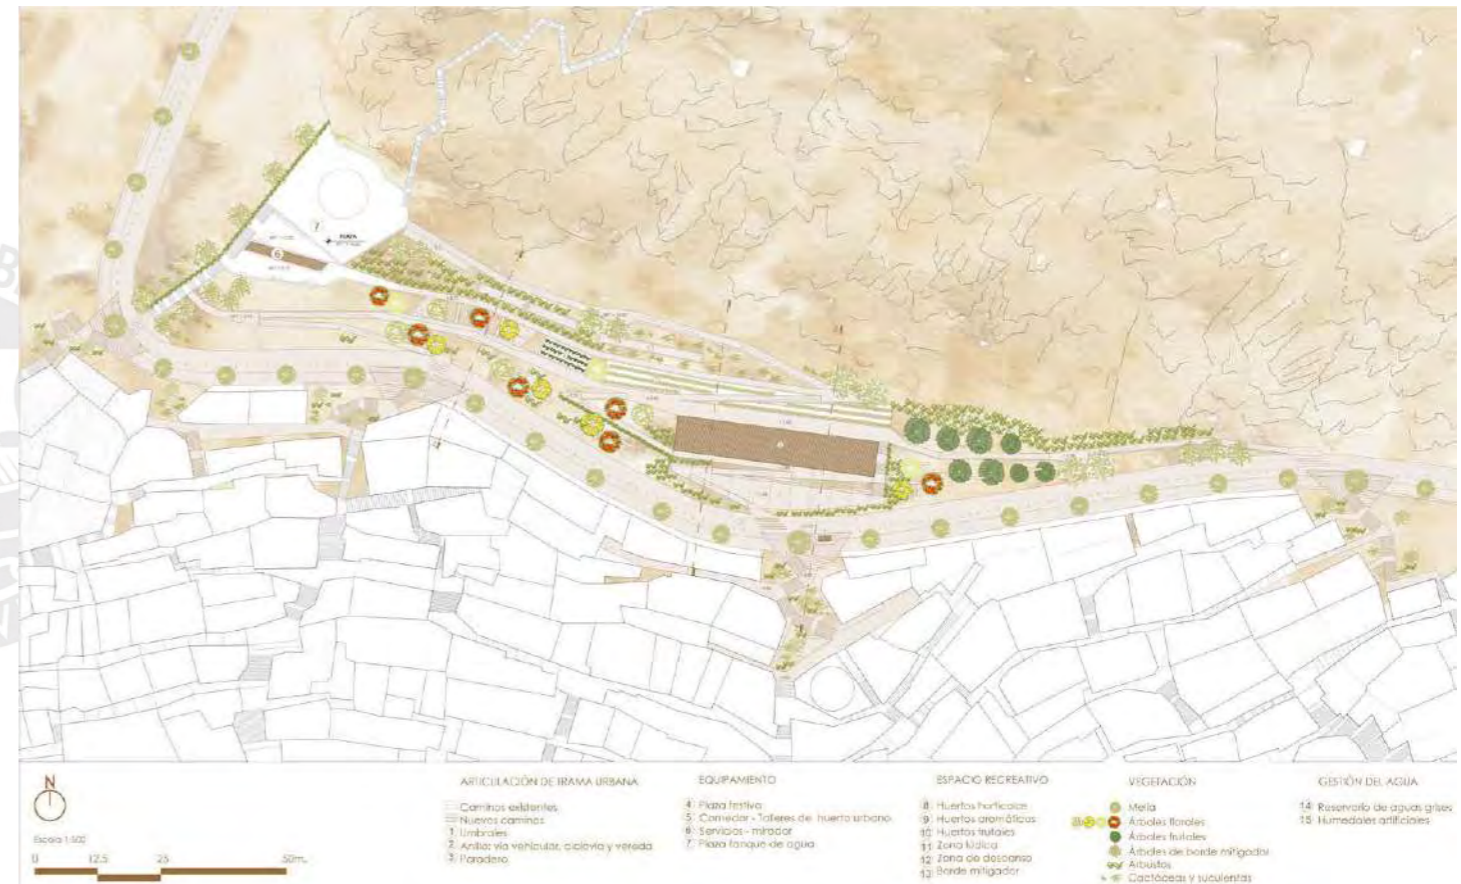 7
PLAZA
6
N
Escala 1:500
0 12.5 25 50m.
ARTICULACIÓN DE TRAMA URBANA
Caminos existentes
Nuevos caminos
1 Umbrales
2 Anillo: vía vehicular, ciclovía y vereda
3 Paradero
EQUIPAMIENTO
4 Plaza festiva
5 Comedor - Talleres de huerto urbano
6 Servicios - mirador
7 Plaza tanque de agua
ESPACIO RECREATIVO
8 Huertos hortícolas
9 Huertos aromáticos
10 Huertos frutales
11 Zona lúdica
12 Zona de descanso
13 Borde mitigador
VEGETACIÓN
Melia
Árboles florales
Árboles frutales
Árboles de borde mitigador
Arbustos
Cactáceas y suculentas
GESTIÓN DEL AGUA
14 Reservorio de aguas grises
15 Humedales artificiales